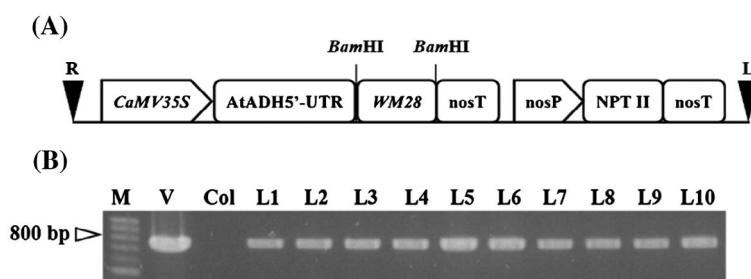 (A)
BamHI BamHI
R L
CaMV35S AtADH5'-UTR WM28 nosT nosP NPT II nosT
(B)
M V Col L1 L2 L3 L4 L5 L6 L7 L8 L9 L10
800 bp